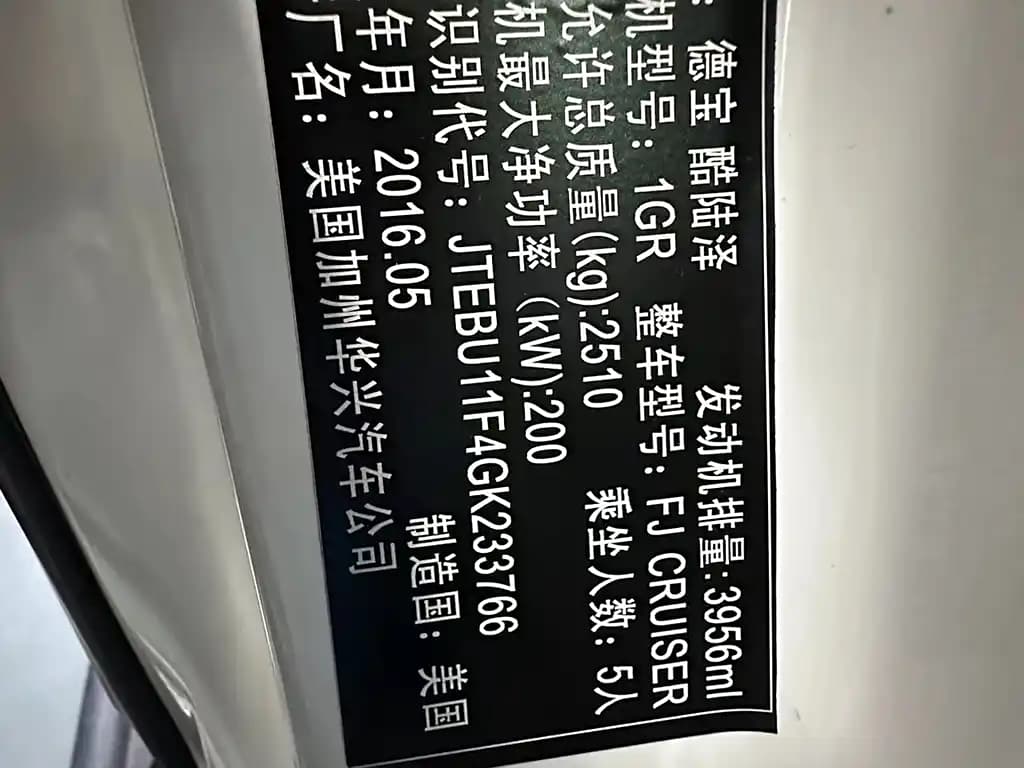 : 德宝 酷陆泽 发动机排量:3956ml
机型号: 1GR 整车型号: FJ CRUISER
允许总质量(kg):2510 乘坐人数: 5人
机最大净功率 (kW):200
识别代号: JTEBU11F4GK233766
年月: 2016.05 制造国: 美国
厂名: 美国加州华兴汽车公司